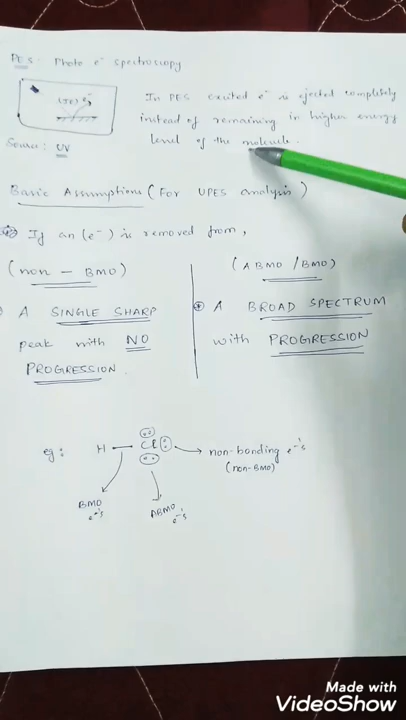 PES: Photo e⁻ spectroscopy
In PES excited e⁻ is ejected completely
instead of remaining in higher energy
level of the molecule.
Source: UV
Basic Assumptions (For UPES analysis)
If an (e⁻) is removed from,
(non - BMO)
A SINGLE SHARP
peak with NO
PROGRESSION.
(ABMO / BMO)
A BROAD SPECTRUM
with PROGRESSION
eg: H - Cl
non-bonding e⁻'s
(non-BMO)
BMO
e⁻'s
ABMO
e⁻'s
Made with
VideoShow